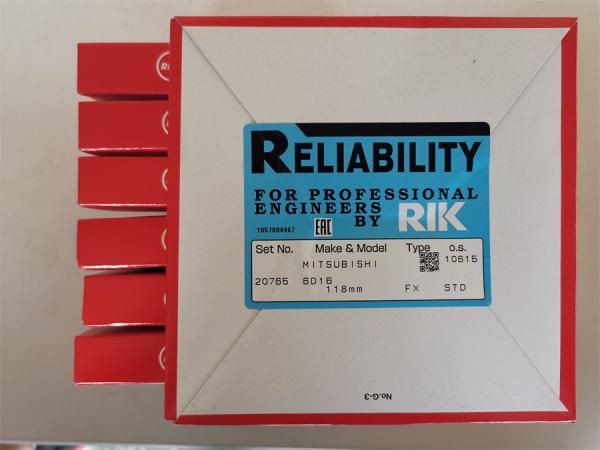 RELIABILITY
FOR PROFESSIONAL
ENGINEERS
BY RIK
1057804467 EAC
Set No. Make & Model Type o.s.
MITSUBISHI 10615
20765 6D16
118mm FX STD
No.G-3